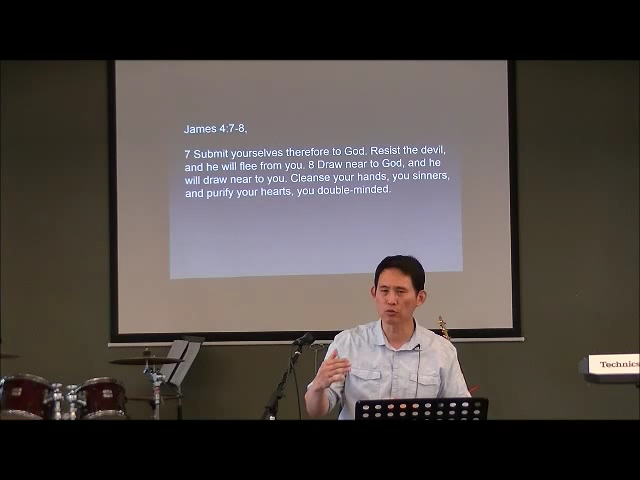 James 4:7-8,
7 Submit yourselves therefore to God. Resist the devil,
and he will flee from you. 8 Draw near to God, and he
will draw near to you. Cleanse your hands, you sinners,
and purify your hearts, you double-minded.
Technics